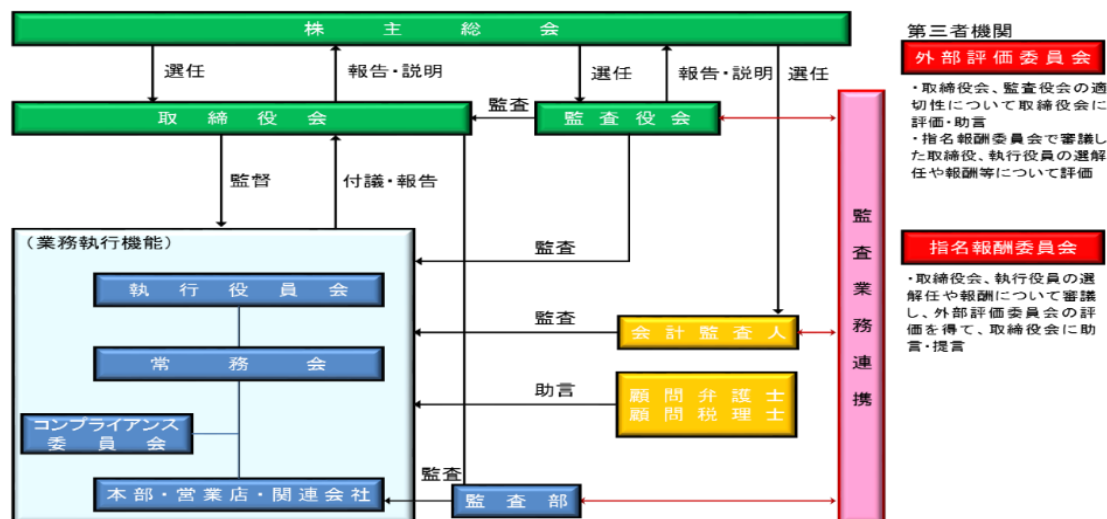 株主総会
第三者機関
外部評価委員会
・取締役会、監査役会の適
切性について取締役会に
評価・助言
・指名報酬委員会で審議し
た取締役、執行役員の選解
任や報酬等について評価
選任
報告・説明
選任
報告・説明
選任
取締役会
監査
監査役会
監督
付議・報告
監査業務連携
指名報酬委員会
・取締役会、執行役員の選
解任や報酬について審議
し、外部評価委員会の評
価を得て、取締役会に助
言・提言
(業務執行機能)
監査
執行役員会
監査
会計監査人
常務会
助言
顧問弁護士
顧問税理士
コンプライアンス
委員会
監査
本部・営業店・関連会社
監査部